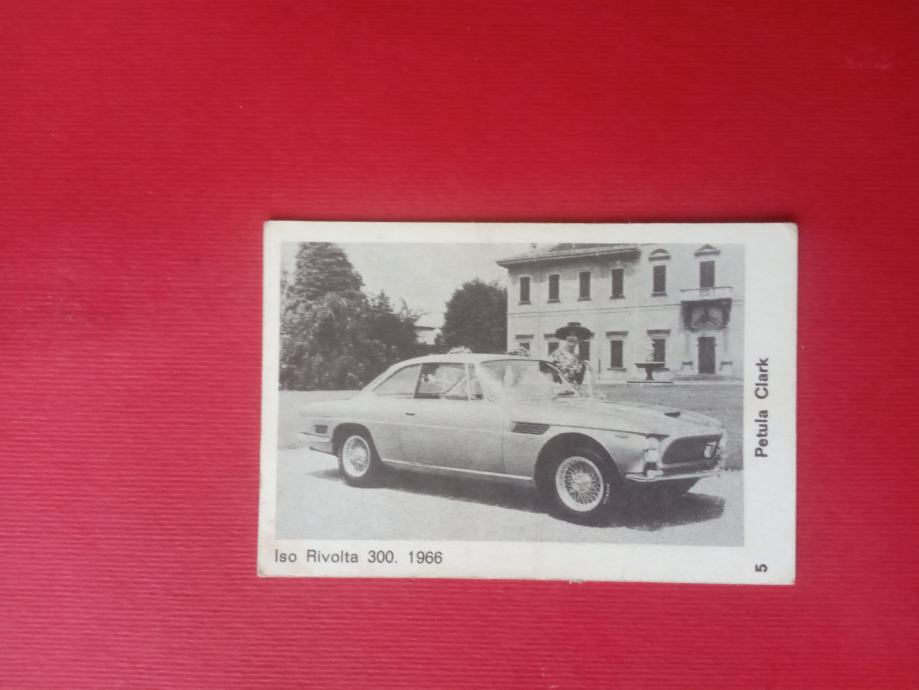 Iso Rivolta 300. 1966
Petula Clark
5